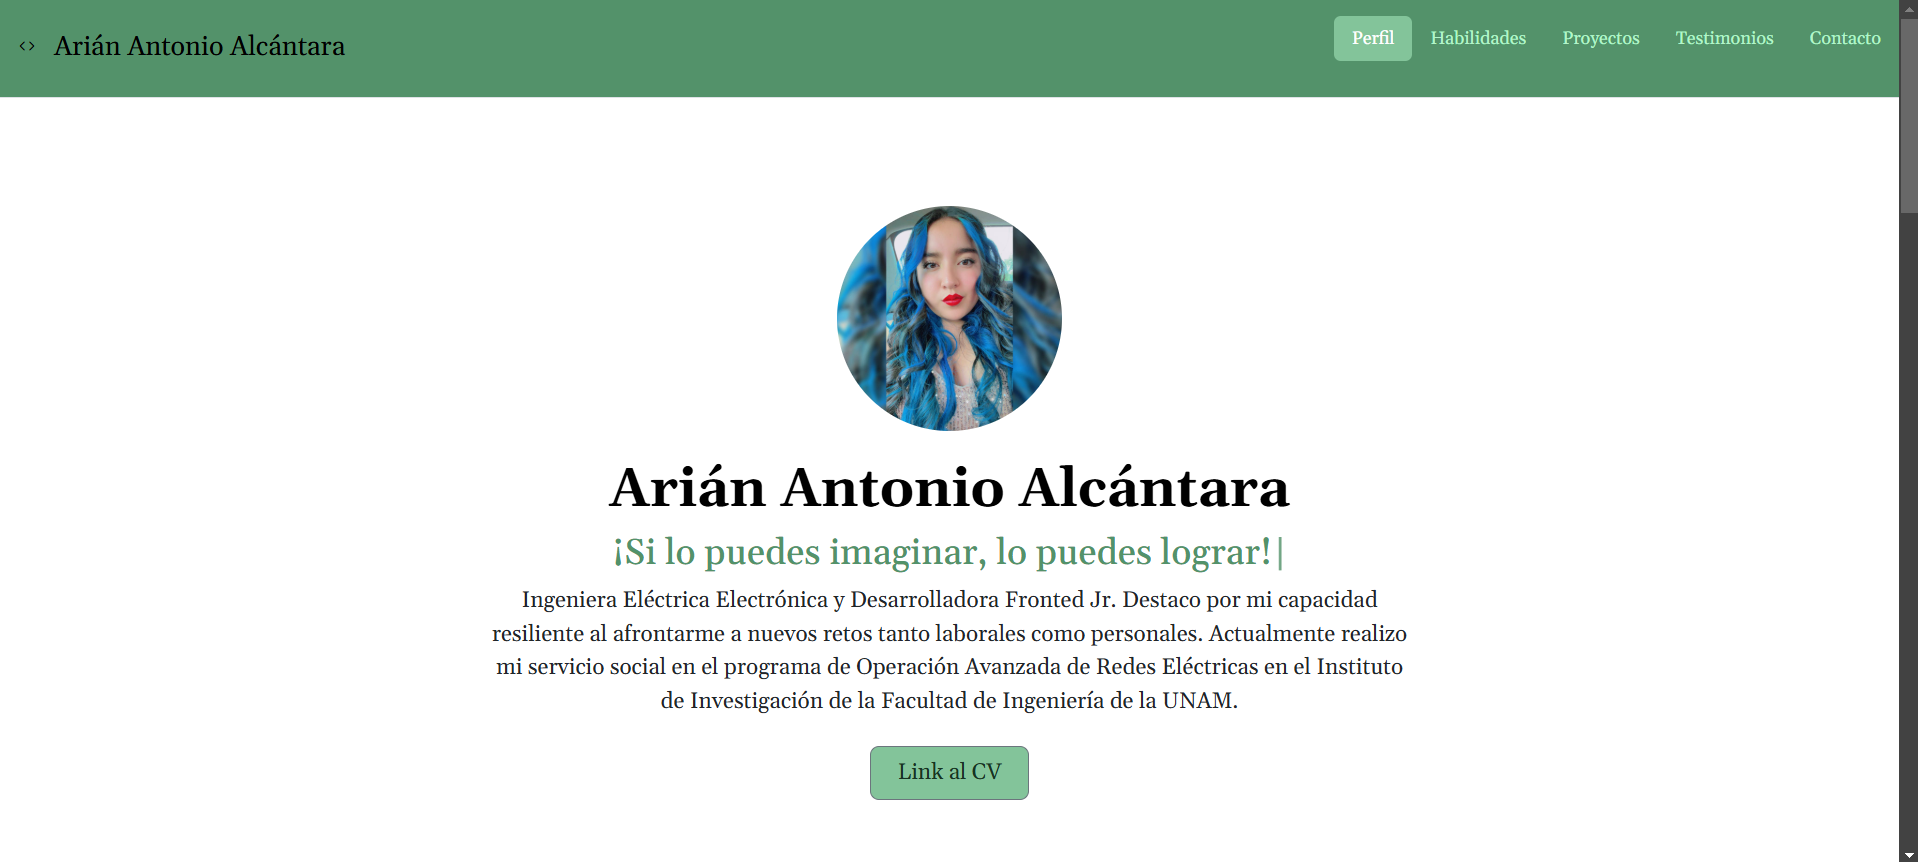 <> Arián Antonio Alcántara
Perfil Habilidades Proyectos Testimonios Contacto
Arián Antonio Alcántara
¡Si lo puedes imaginar, lo puedes lograr!|
Ingeniera Eléctrica Electrónica y Desarrolladora Fronted Jr. Destaco por mi capacidad
resiliente al afrontarme a nuevos retos tanto laborales como personales. Actualmente realizo
mi servicio social en el programa de Operación Avanzada de Redes Eléctricas en el Instituto
de Investigación de la Facultad de Ingeniería de la UNAM.
Link al CV